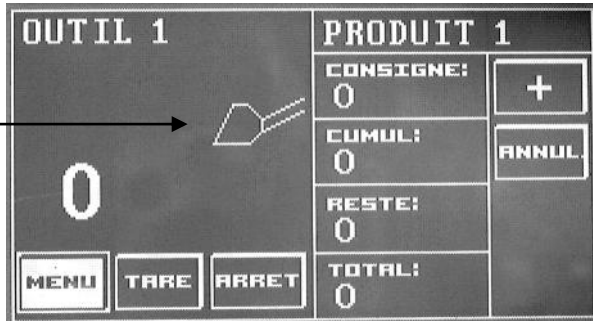 OUTIL 1
0
MENU
TARE
ARRET
PRODUIT 1
CONSIGNE:
0
CUMUL:
0
RESTE:
0
TOTAL:
0
+
ANNUL.